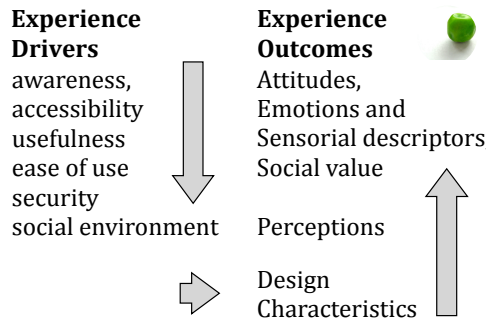 Experience
Drivers
awareness,
accessibility
usefulness
ease of use
security
social environment
Experience
Outcomes
Attitudes,
Emotions and
Sensorial descriptors
Social value
Perceptions
Design
Characteristics